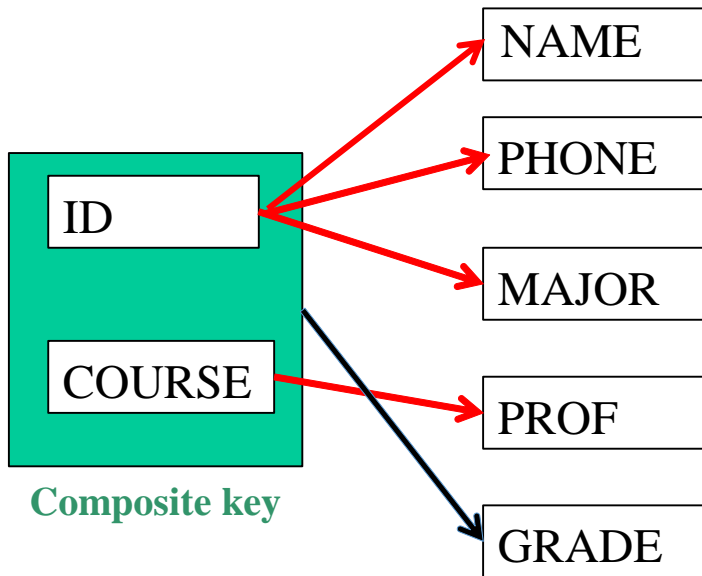 NAME
PHONE
ID
MAJOR
COURSE
PROF
Composite key
GRADE